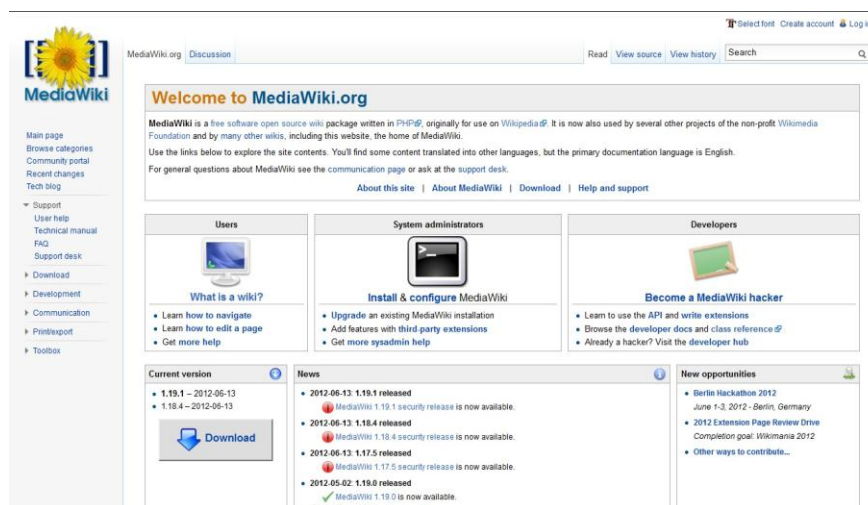 Select font Create account Log in
MediaWiki.org Discussion
Read View source View history Search
MediaWiki
Main page
Browse categories
Community portal
Recent changes
Tech blog
Support
User help
Technical manual
FAQ
Support desk
Download
Development
Communication
Print/export
Toolbox
Welcome to MediaWiki.org
MediaWiki is a free software open source wiki package written in PHP, originally for use on Wikipedia. It is now also used by several other projects of the non-profit Wikimedia
Foundation and by many other wikis, including this website, the home of MediaWiki.
Use the links below to explore the site contents. You'll find some content translated into other languages, but the primary documentation language is English.
For general questions about MediaWiki see the communication page or ask at the support desk.
About this site | About MediaWiki | Download | Help and support
Users
What is a wiki?
• Learn how to navigate
• Learn how to edit a page
• Get more help
System administrators
Install & configure MediaWiki
• Upgrade an existing MediaWiki installation
• Add features with third-party extensions
• Get more sysadmin help
Developers
Become a MediaWiki hacker
• Learn to use the API and write extensions
• Browse the developer docs and class reference
• Already a hacker? Visit the developer hub
Current version
• 1.19.1 – 2012-06-13
• 1.18.4 – 2012-06-13
Download
News
• 2012-06-13: 1.19.1 released
MediaWiki 1.19.1 security release is now available.
• 2012-06-13: 1.18.4 released
MediaWiki 1.18.4 security release is now available.
• 2012-06-13: 1.17.5 released
MediaWiki 1.17.5 security release is now available.
• 2012-05-02: 1.19.0 released
MediaWiki 1.19.0 is now available.
New opportunities
• Berlin Hackathon 2012
June 1-3, 2012 - Berlin, Germany
• 2012 Extension Page Review Drive
Completion goal: Wikimania 2012
• Other ways to contribute...